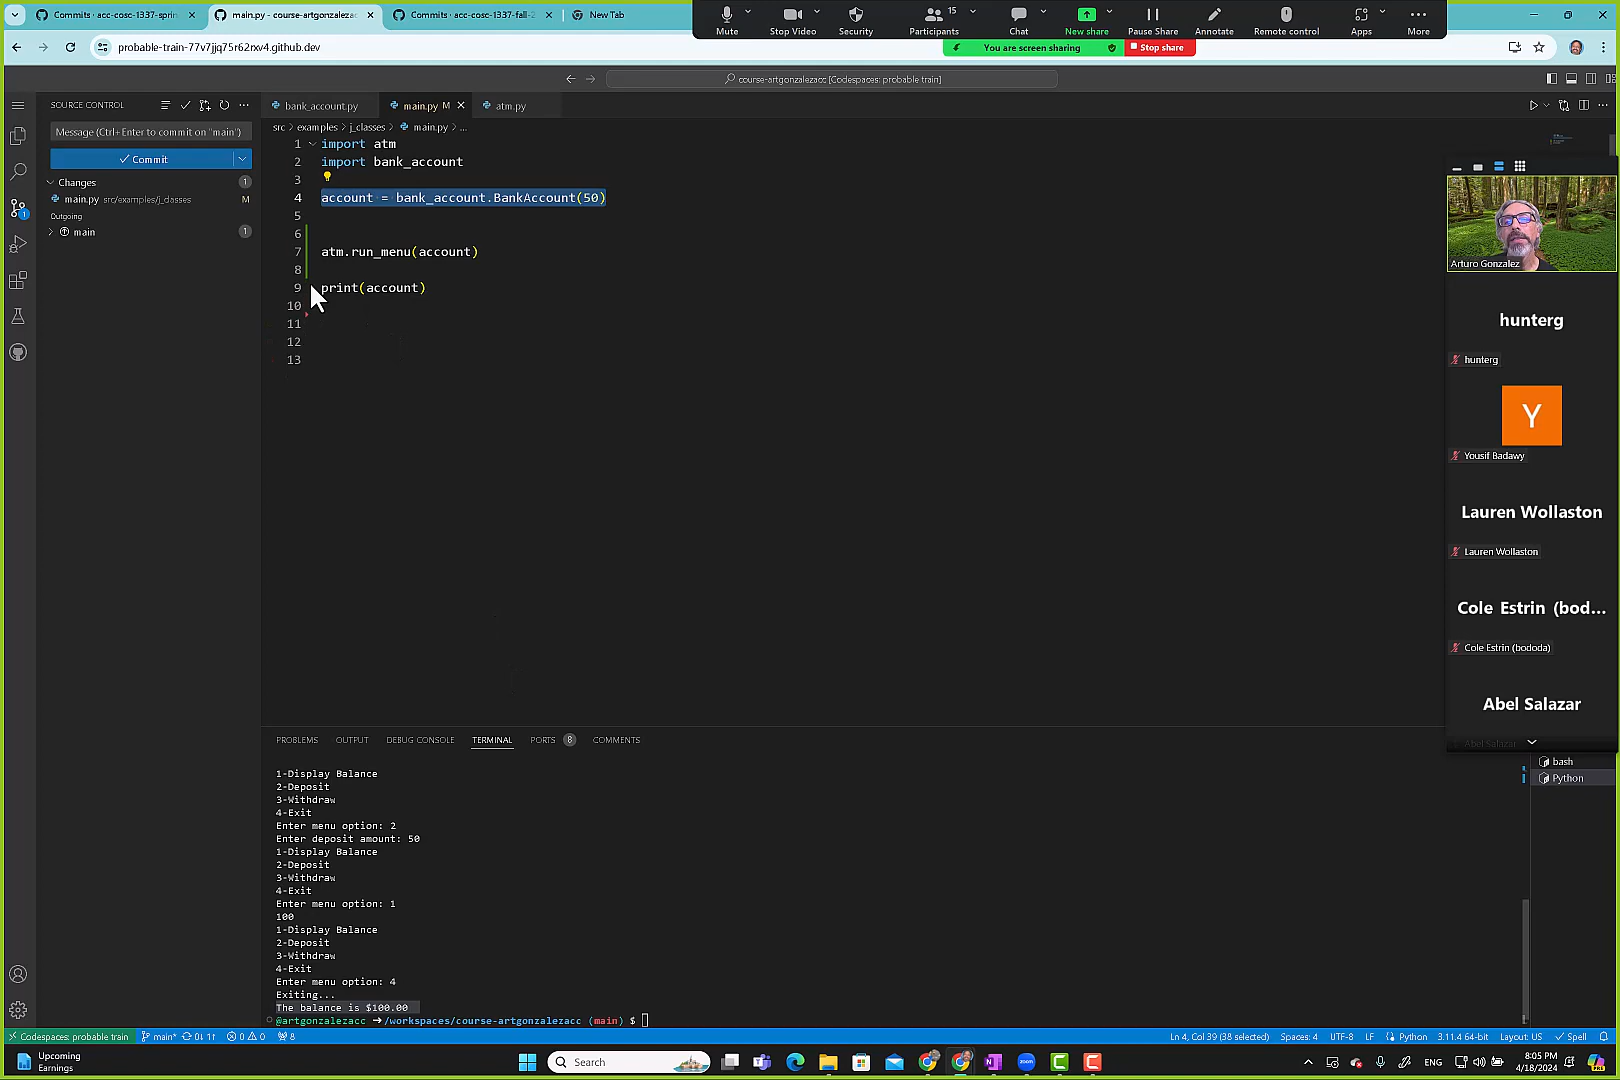 Commits · acc-cosc-1337-sprin
main.py - course-artgonzaleza
Commits · acc-cosc-1337-fall-2
New Tab
probable-train-77v7jjq75r62rxv4.github.dev
Mute
Stop Video
Security
Participants
15
Chat
New share
Pause Share
Annotate
Remote control
Apps
More
You are screen sharing
Stop share
course-artgonzalezacc [Codespaces: probable train]
SOURCE CONTROL
Message (Ctrl+Enter to commit on "main")
Commit
Changes
1
main.py src/examples/j_classes
M
Outgoing
main
1
bank_account.py
main.py M
atm.py
src > examples > j_classes > main.py > ...
1 import atm
2 import bank_account
3
4 account = bank_account.BankAccount(50)
5
6
7 atm.run_menu(account)
8
9 print(account)
10
11
12
13
Arturo Gonzalez
hunterg
hunterg
Y
Yousif Badawy
Lauren Wollaston
Lauren Wollaston
Cole Estrin (bod...
Cole Estrin (bododa)
Abel Salazar
Abel Salazar
PROBLEMS
OUTPUT
DEBUG CONSOLE
TERMINAL
PORTS 8
COMMENTS
bash
Python
1-Display Balance
2-Deposit
3-Withdraw
4-Exit
Enter menu option: 2
Enter deposit amount: 50
1-Display Balance
2-Deposit
3-Withdraw
4-Exit
Enter menu option: 1
100
1-Display Balance
2-Deposit
3-Withdraw
4-Exit
Enter menu option: 4
Exiting...
The balance is $100.00
@artgonzalezacc ➜/workspaces/course-artgonzalezacc (main) $
Codespaces: probable train
main*
0↓ 1↑
0 0
8
Ln 4, Col 39 (38 selected)
Spaces: 4
UTF-8
LF
Python
3.11.4 64-bit
Layout: US
Spell
Upcoming
Earnings
Search
ENG
8:05 PM
4/18/2024